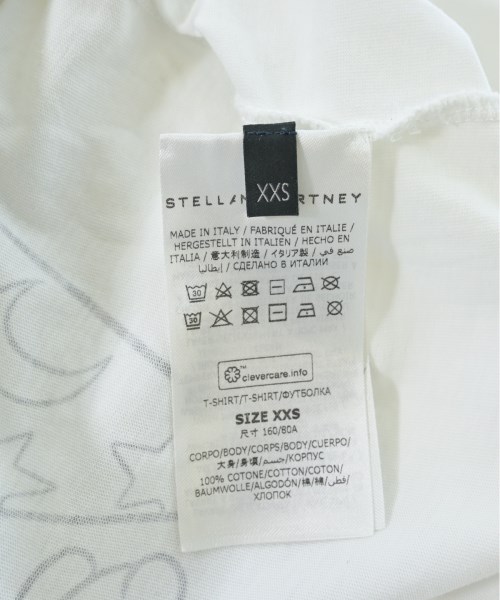 XXS
STELLA McCARTNEY
MADE IN ITALY / FABRIQUÉ EN ITALIE /
HERGESTELLT IN ITALIEN / HECHO EN
ITALIA / 意大利制造 / イタリア製 / صنع في
إيطاليا / СДЕЛАНО В ИТАЛИИ
30
30
clevercare.info
T-SHIRT/T-SHIRT/ФУТБОЛКА
SIZE XXS
尺寸 160/80A
CORPO/BODY/CORPS/BODY/CUERPO/
大身/身頃/جسم/КОРПУС
100% COTONE/COTTON/COTON/
BAUMWOLLE/ALGODÓN/棉/綿/قطن/
ХЛОПОК